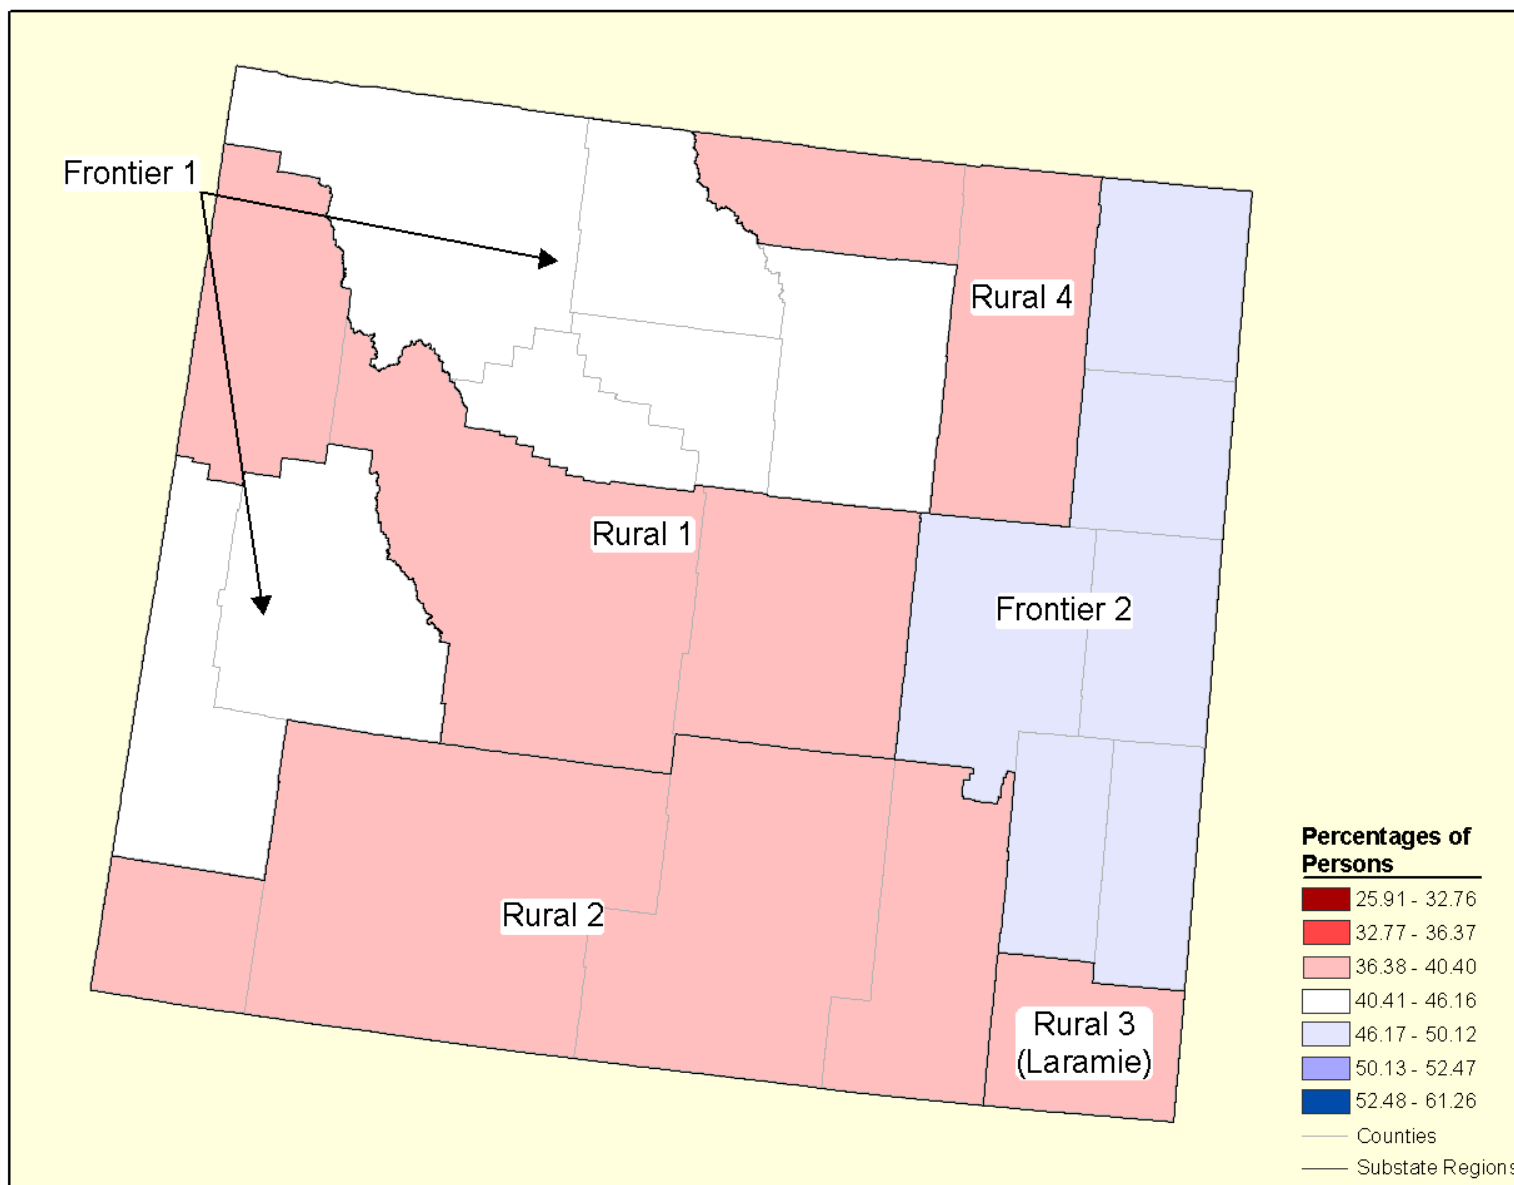 Frontier 1
Rural 4
Rural 1
Frontier 2
Rural 2
Rural 3
(Laramie)
Percentages of
Persons
25.91 - 32.76
32.77 - 36.37
36.38 - 40.40
40.41 - 46.16
46.17 - 50.12
50.13 - 52.47
52.48 - 61.26
Counties
Substate Regions